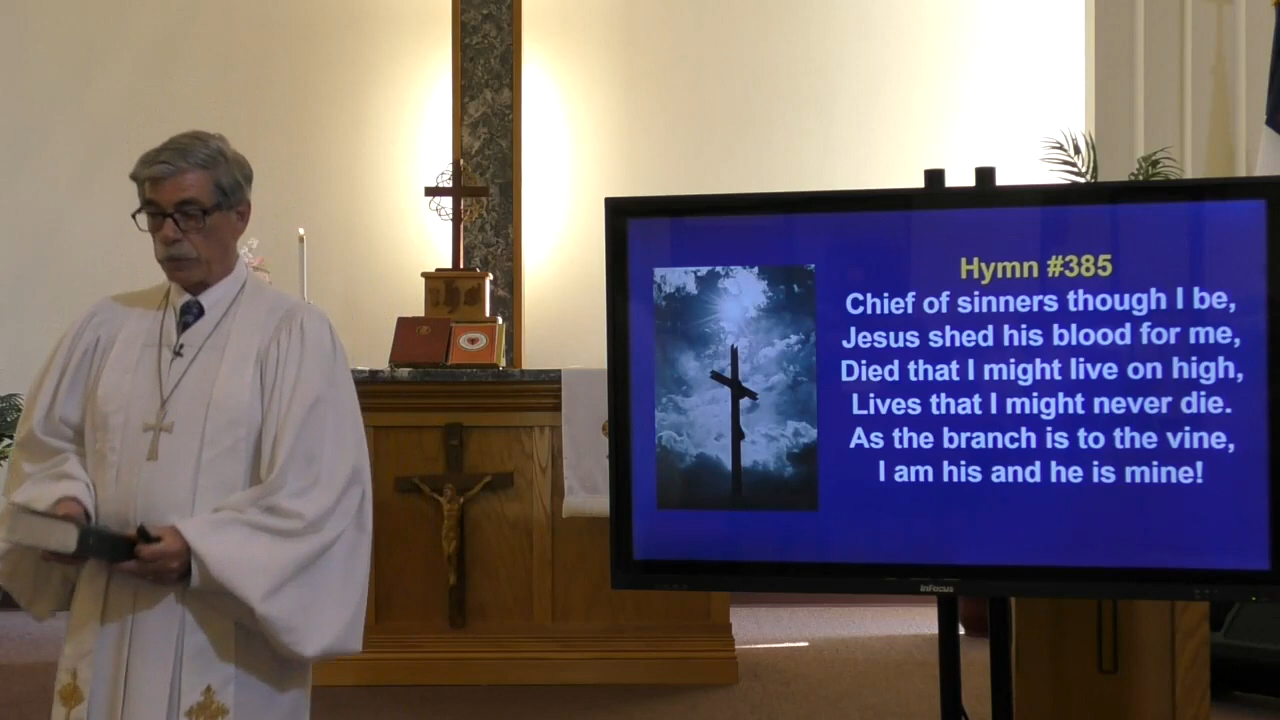 Hymn #385
Chief of sinners though I be,
Jesus shed his blood for me,
Died that I might live on high,
Lives that I might never die.
As the branch is to the vine,
I am his and he is mine!
InFocus